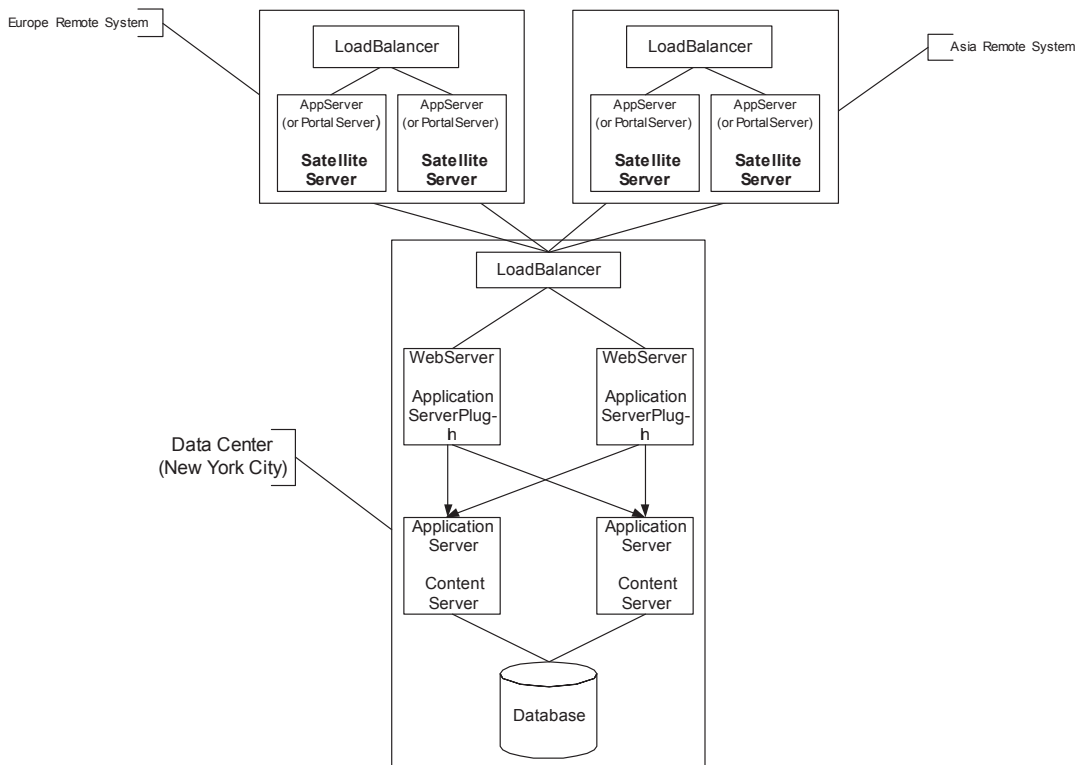 Europe Remote System
LoadBalancer
AppServer
(or PortalServer)
Satellite
Server
AppServer
(or PortalServer)
Satellite
Server
LoadBalancer
AppServer
(or PortalServer)
Satellite
Server
AppServer
(or PortalServer)
Satellite
Server
Asia Remote System
LoadBalancer
WebServer
Application
ServerPlug-
h
WebServer
Application
ServerPlug-
h
Data Center
(New York City)
Application
Server
Content
Server
Application
Server
Content
Server
Database